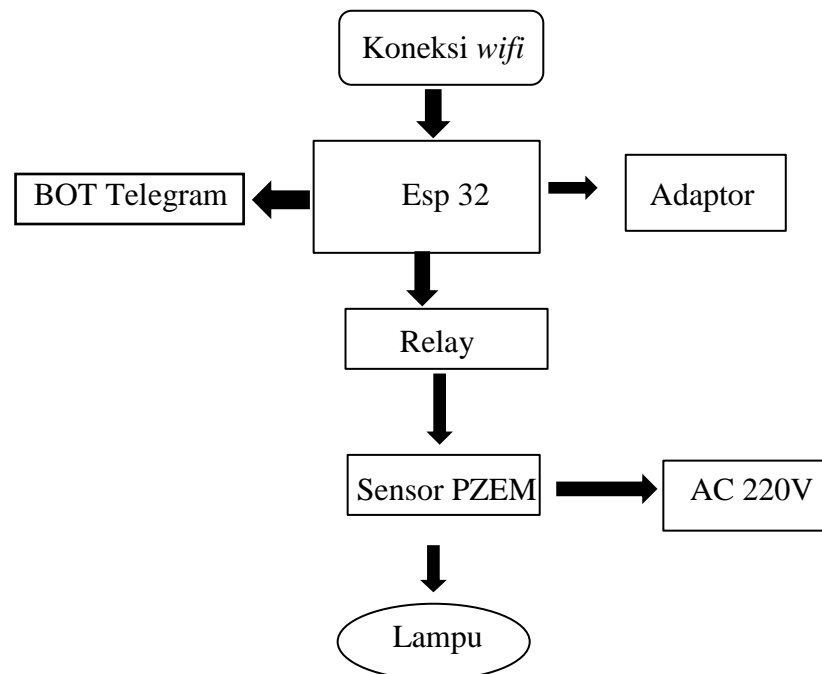 Koneksi wifi
BOT Telegram
Esp 32
Adaptor
Relay
Sensor PZEM
AC 220V
Lampu